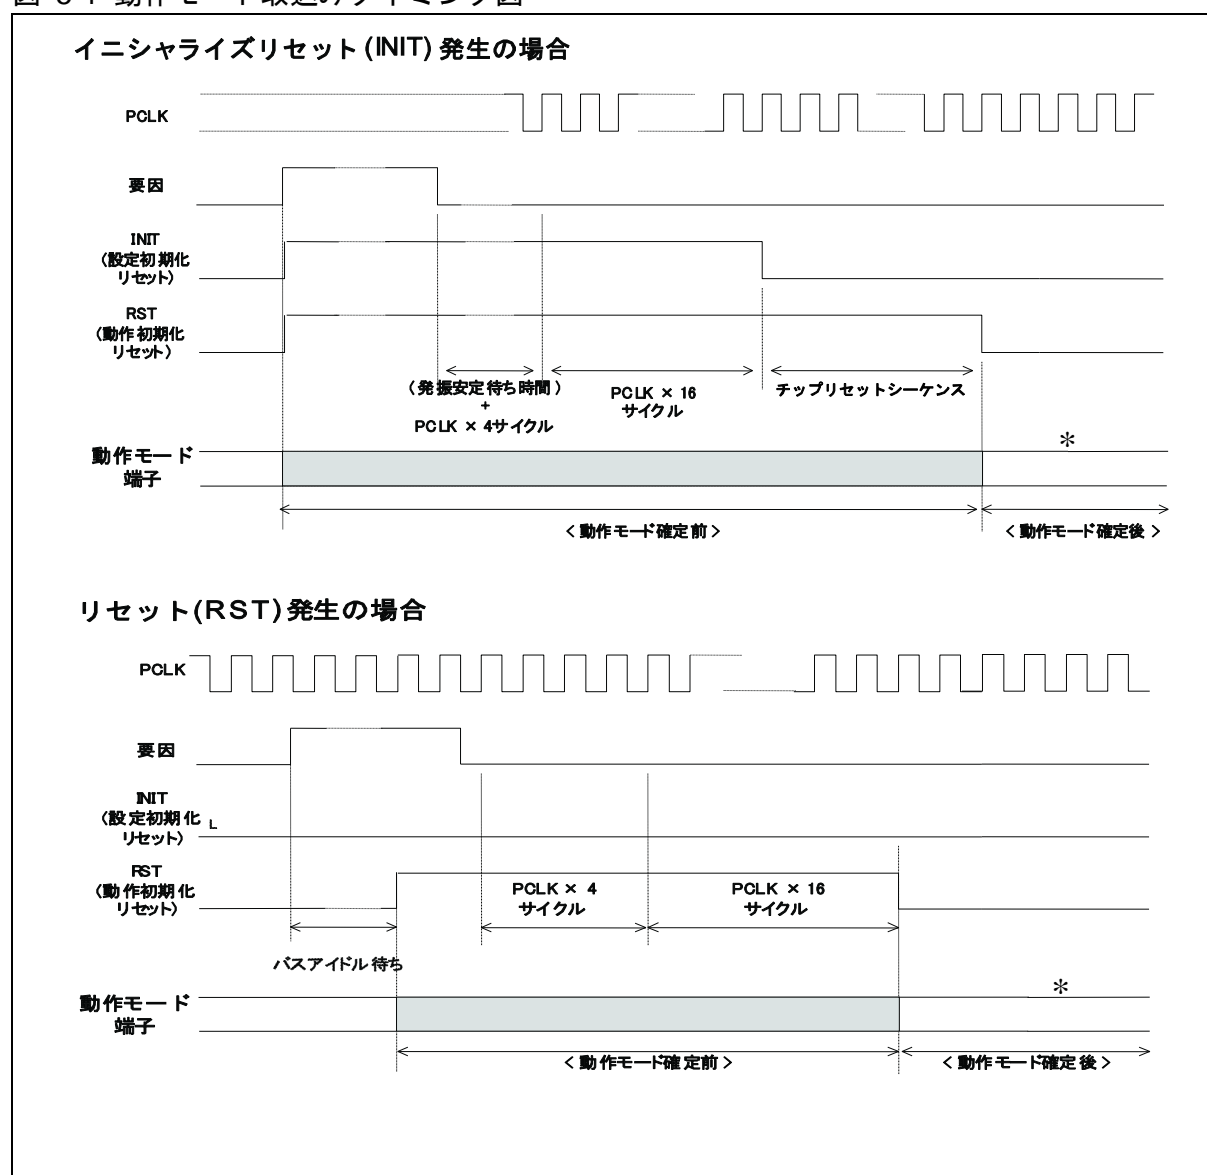 イニシャライズリセット(INIT)発生の場合
PCLK
要因
INIT
(設定初期化
リセット)
RST
(動作初期化
リセット)
(発振安定待ち時間)
+
PCLK × 4サイクル
PCLK × 16
サイクル
チップリセットシーケンス
動作モード
端子
*
<動作モード確定前>
<動作モード確定後>
リセット(RST)発生の場合
PCLK
要因
INIT
(設定初期化
リセット)
L
RST
(動作初期化
リセット)
PCLK × 4
サイクル
PCLK × 16
サイクル
バスアイドル待ち
動作モード
端子
*
<動作モード確定前>
<動作モード確定後>